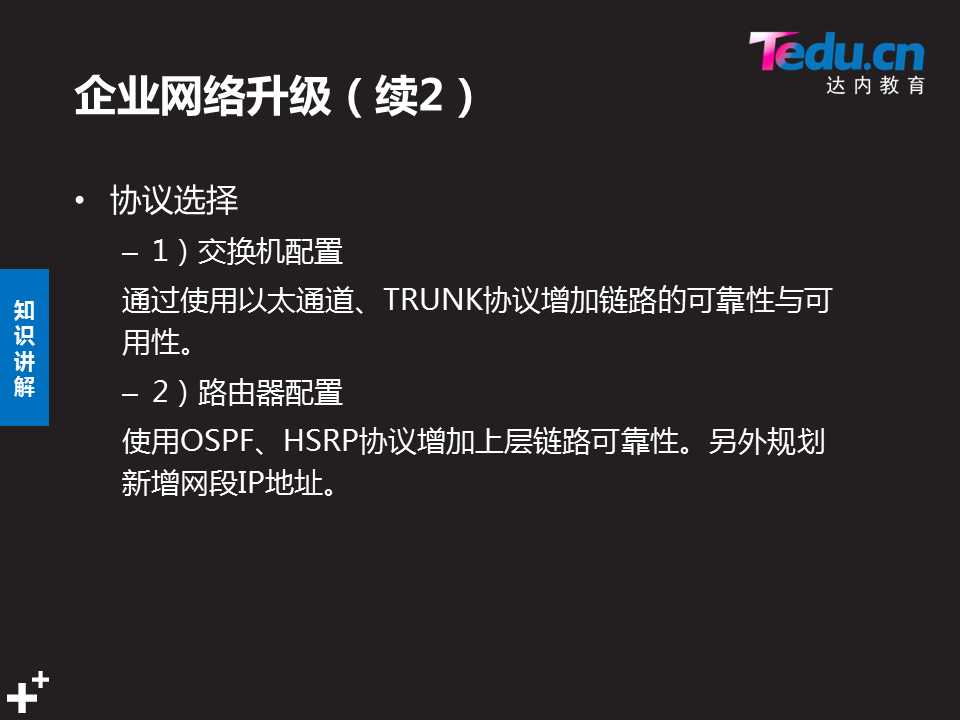 Tedu.cn
达内教育
企业网络升级（续2）
• 协议选择
– 1）交换机配置
通过使用以太通道、TRUNK协议增加链路的可靠性与可
用性。
– 2）路由器配置
使用OSPF、HSRP协议增加上层链路可靠性。另外规划
新增网段IP地址。
知
识
讲
解